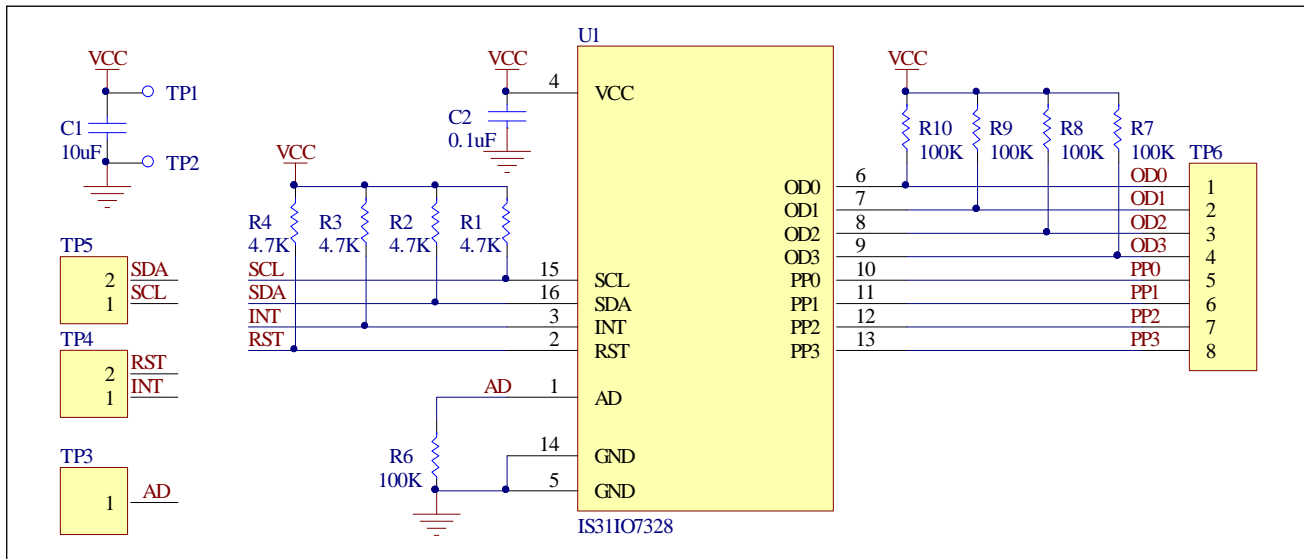 U1
VCC
TP1
C1
10uF
TP2
VCC
C2
0.1uF
4
VCC
VCC
R10
100K
R9
100K
R8
100K
R7
100K
TP6
VCC
R4
4.7K
R3
4.7K
R2
4.7K
R1
4.7K
TP5
2 SDA
1 SCL
TP4
2 RST
1 INT
TP3
1 AD
SCL 15 SCL
SDA 16 SDA
INT 3 INT
RST 2 RST
AD 1 AD
R6
100K
14 GND
5 GND
OD0 6 OD0 1
OD1 7 OD1 2
OD2 8 OD2 3
OD3 9 OD3 4
PP0 10 PP0 5
PP1 11 PP1 6
PP2 12 PP2 7
PP3 13 PP3 8
IS31IO7328